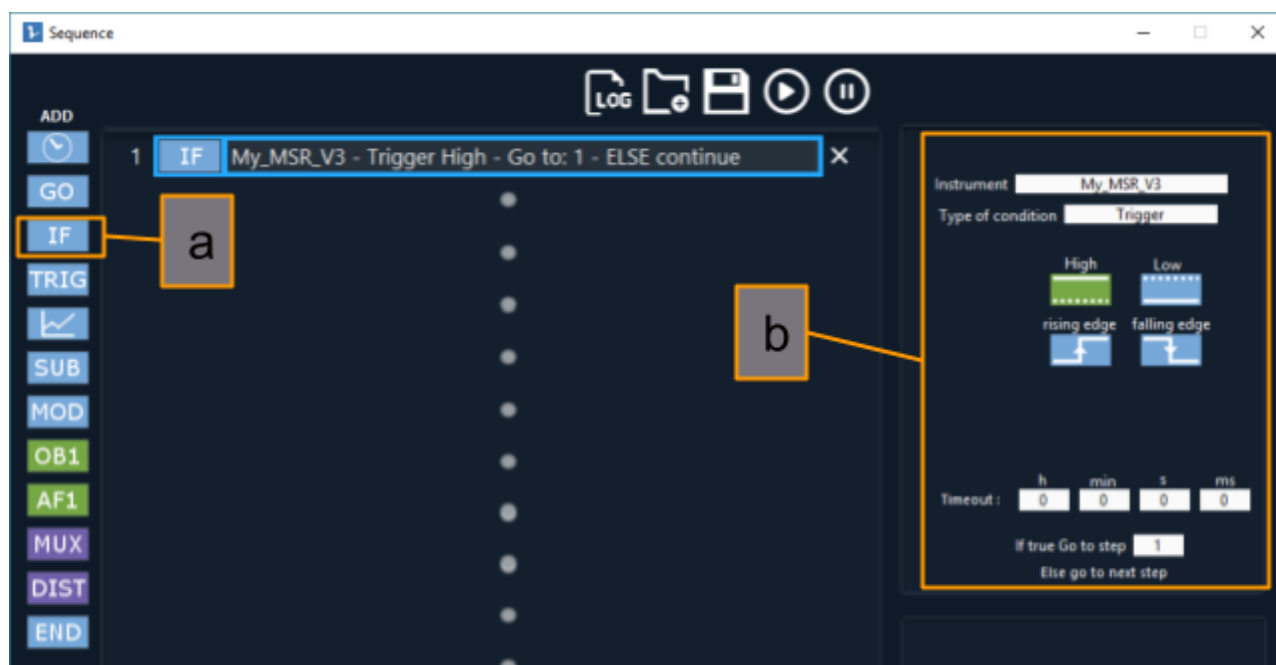 Sequence
LOG
ADD
1 IF My_MSR_V3 - Trigger High - Go to: 1 - ELSE continue
GO
IF
TRIG
SUB
MOD
OB1
AF1
MUX
DIST
END
a
b
Instrument My_MSR_V3
Type of condition Trigger
High Low
rising edge falling edge
h min s ms
Timeout : 0 0 0 0
If true Go to step 1
Else go to next step